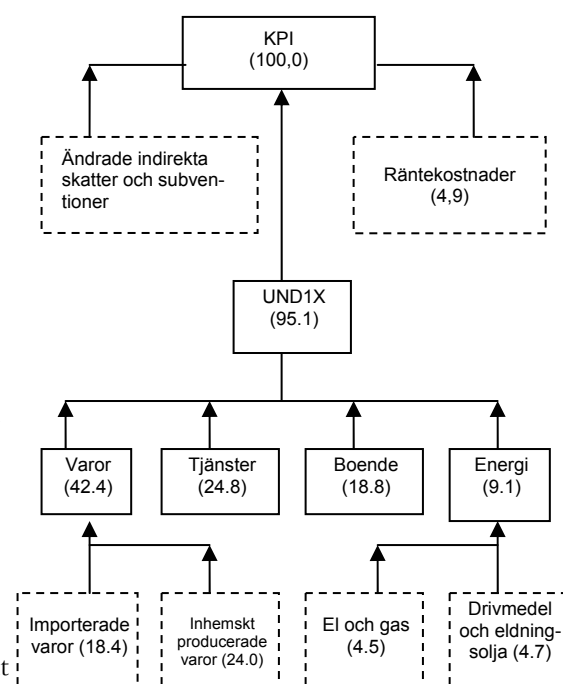 KPI
(100,0)
Ändrade indirekta
skatter och subven-
tioner
Räntekostnader
(4,9)
UND1X
(95.1)
Varor
(42.4)
Tjänster
(24.8)
Boende
(18.8)
Energi
(9.1)
Importerade
varor (18.4)
Inhemskt
producerade
varor (24.0)
El och gas
(4.5)
Drivmedel
och eldning-
solja (4.7)
t